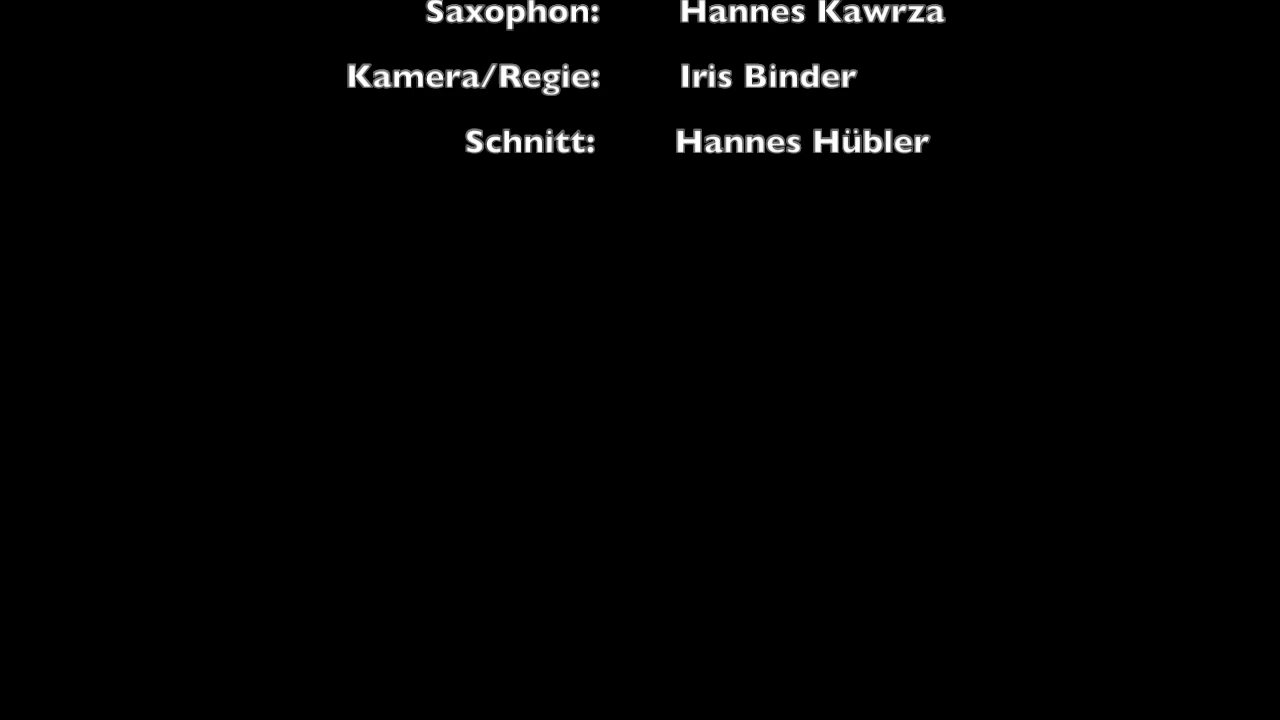 Saxophon: Hannes Kawrza
Kamera/Regie: Iris Binder
Schnitt: Hannes Hübler